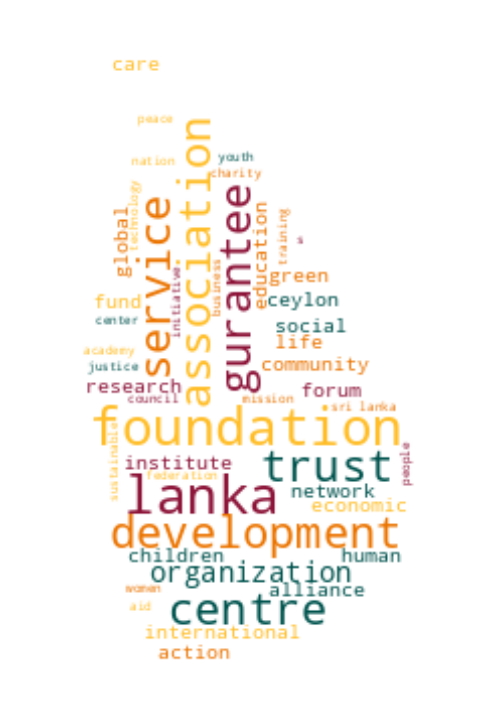 care
peace
association
nation
youth
charity
technology
gurantee
service
education
global
training
s
initiative
business
green
fund
ceylon
center
social
life
academy
justice
community
research
forum
council
mission
sri lanka
foundation
sustainable
people
institute
trust
federation
lanka
network
economic
development
children
human
organization
women
alliance
aid
centre
international
action